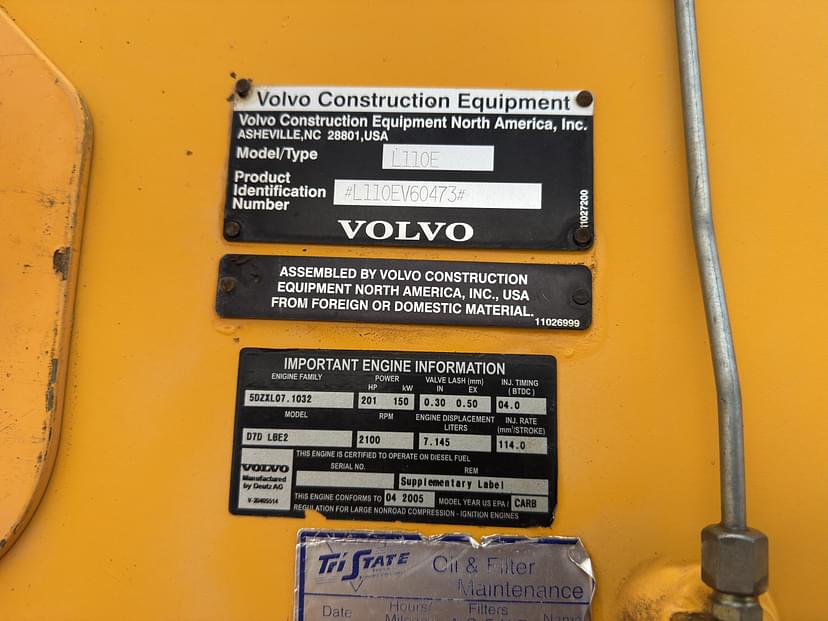 Volvo Construction Equipment
Volvo Construction Equipment North America, Inc.
ASHEVILLE,NC 28801,USA
Model/Type L110E
Product
Identification #L110EV60473#
Number
VOLVO
11027200
ASSEMBLED BY VOLVO CONSTRUCTION
EQUIPMENT NORTH AMERICA, INC., USA
FROM FOREIGN OR DOMESTIC MATERIAL.
11026999
IMPORTANT ENGINE INFORMATION
ENIGINE FAMILY POWER VALVE LASH (mm) INJ. TIMING
HP kW IN EX (BTDC)
5DZXL07.1032 201 150 0.30 0.50 04.0
MODEL RPM ENGINE DISPLACEMENT INJ. RATE
LITERS (mm³/STROKE)
D7D LBE2 2100 7.145 114.0
THIS ENGINE IS CERTIFIED TO OPERATE ON DIESEL FUEL
SERIAL NO. REM
VOLVO Supplementary Label
Manufactured
by Deutz AG
THIS ENGINE CONFORMS TO 04 2005 MODEL YEAR US EPA / CARB
REGULATION FOR LARGE NONROAD COMPRESSION - IGNITION ENGINES
TRISTATE Oil & Filter
Maintenance
Date Hours/ Filters Name